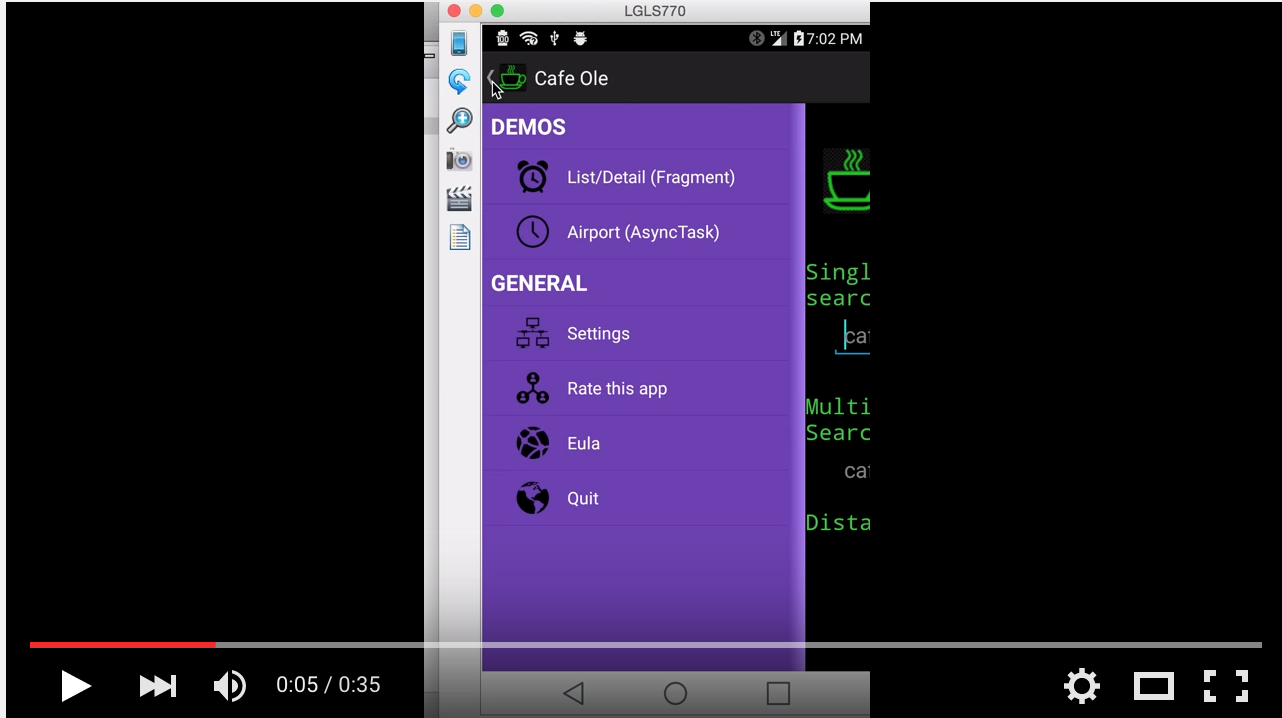 LGLS770
100
LTE
7:02 PM
Cafe Ole
DEMOS
List/Detail (Fragment)
Airport (AsyncTask)
GENERAL
Settings
Rate this app
Eula
Quit
Singl
searc
caf
Multi
Searc
caf
Dista
0:05 / 0:35